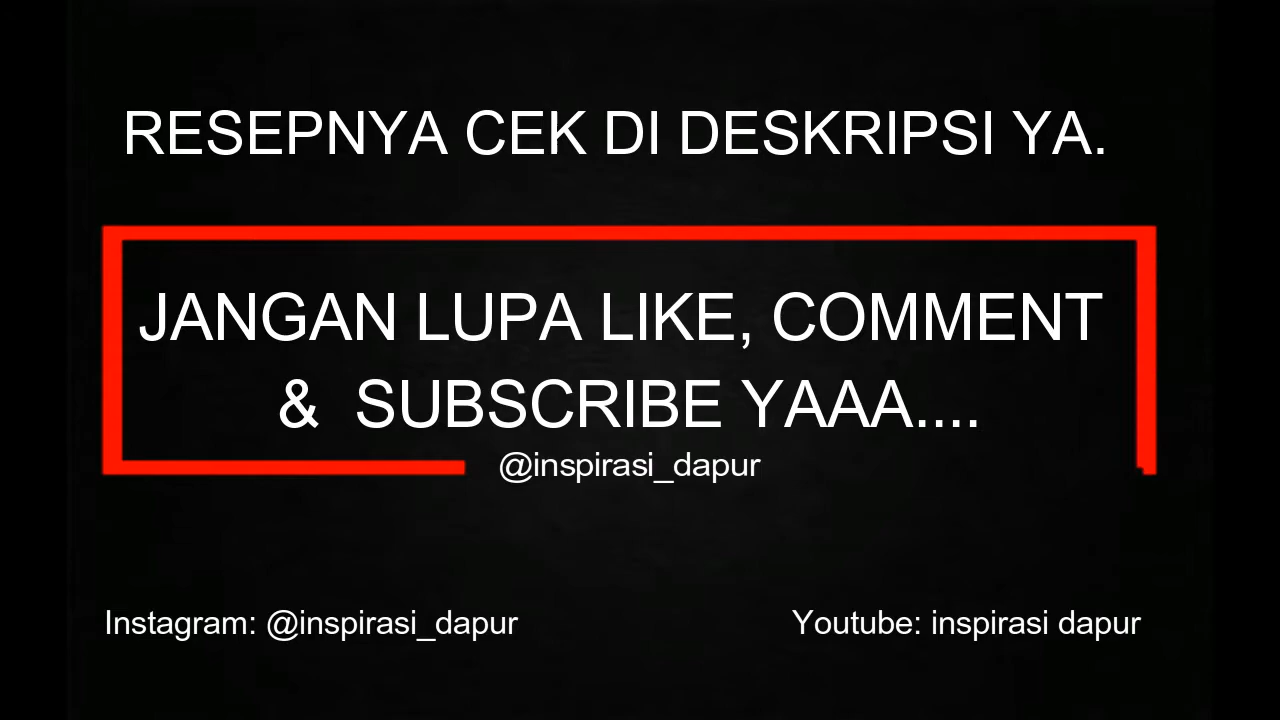 RESEPNYA CEK DI DESKRIPSI YA.
JANGAN LUPA LIKE, COMMENT
& SUBSCRIBE YAAA....
@inspirasi_dapur
Instagram: @inspirasi_dapur
Youtube: inspirasi dapur